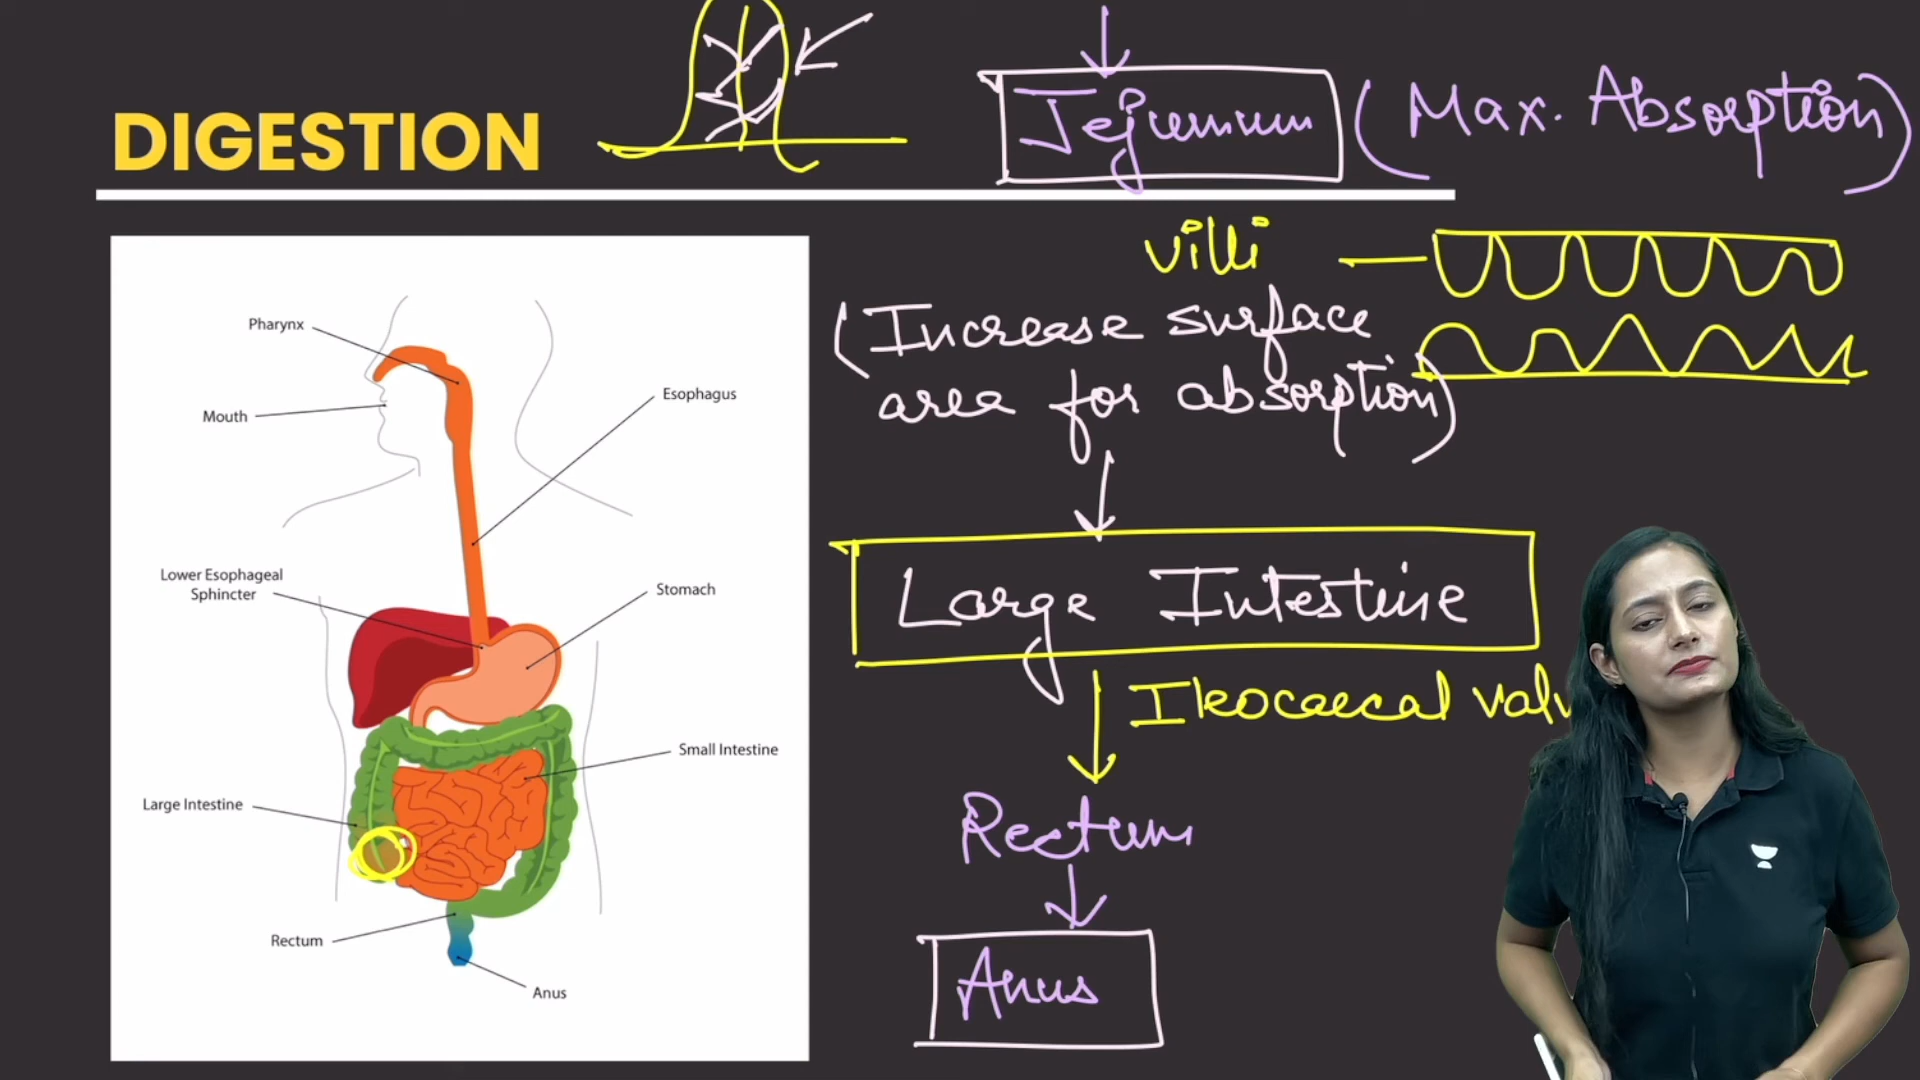 DIGESTION
Jejunum (Max. Absorption)
villi
(Increase surface
area for absorption)
Large Intestine
Ileocaecal
Rectum
Anus
Pharynx
Mouth
Esophagus
Lower Esophageal
Sphincter
Stomach
Small Intestine
Large Intestine
Rectum
Anus